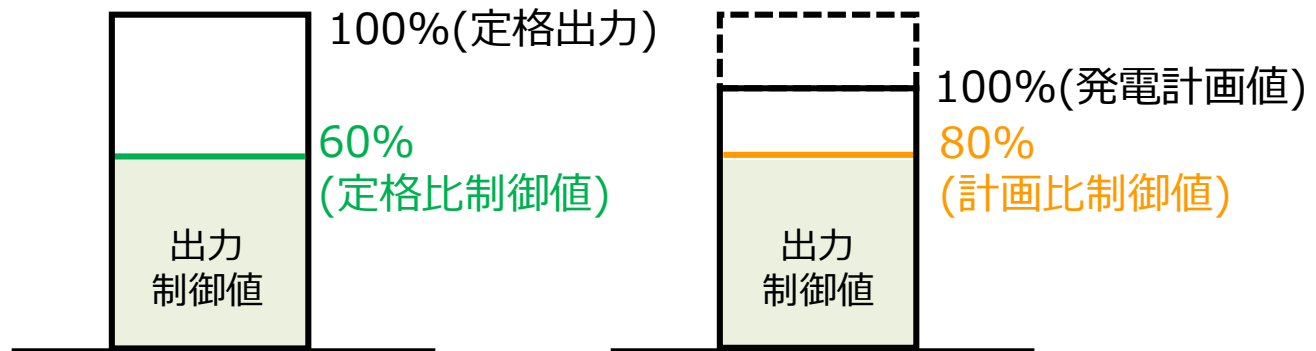 100%(定格出力)
60%
(定格比制御値)
出力
制御値
100%(発電計画値)
80%
(計画比制御値)
出力
制御値